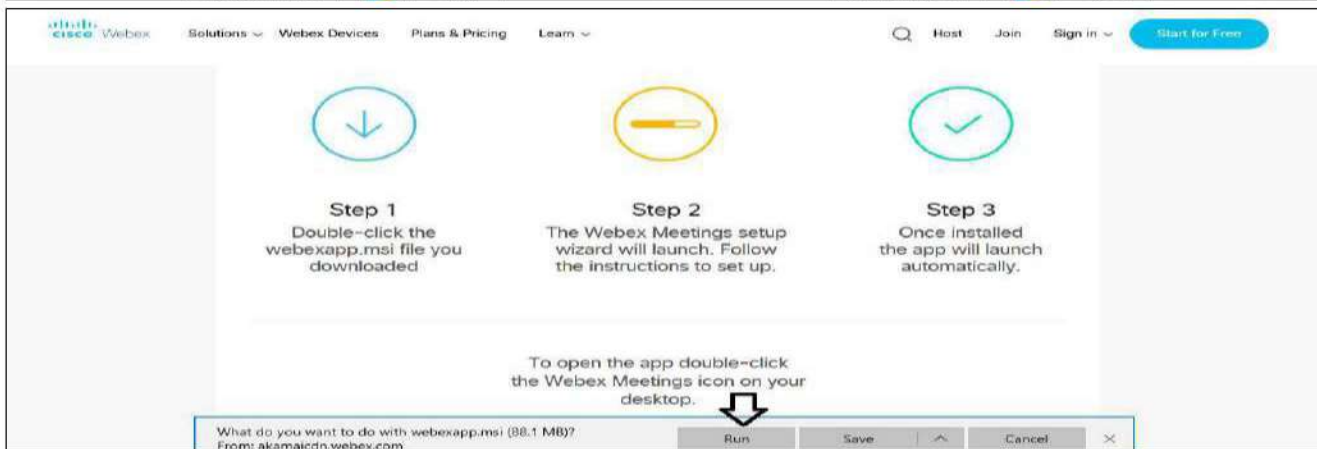 cisco Webex Solutions Webex Devices Plans & Pricing Learn Host Join Sign in Start for Free
Step 1
Double-click the
webexapp.msi file you
downloaded
Step 2
The Webex Meetings setup
wizard will launch. Follow
the instructions to set up.
Step 3
Once installed
the app will launch
automatically.
To open the app double-click
the Webex Meetings icon on your
desktop.
What do you want to do with webexapp.msi (88.1 MB)?
From: akamaicdn.webex.com
Run Save Cancel